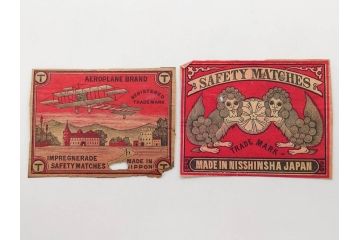 T T
AEROPLANE BRAND
REGISTERED
TRADEMARK
IMPREGNERADE
SAFETY MATCHES
MADE IN
NIPPON
T
SAFETY MATCHES
TRADE MARK
MADE IN NISSHINSHA JAPAN